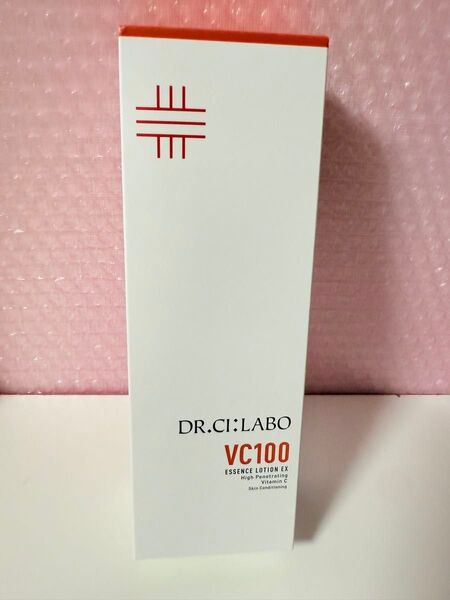 DR.CI:LABO
VC100
ESSENCE LOTION EX
High Penetrating
Vitamin C
Skin Conditioning